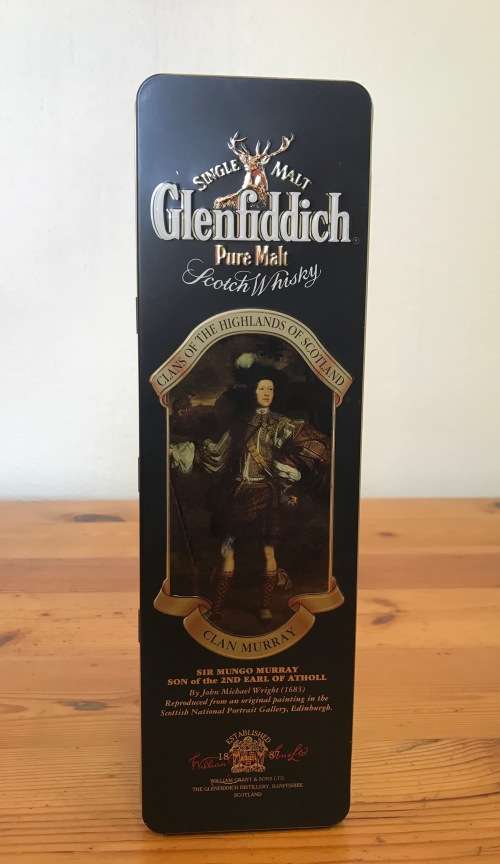 SINGLE MALT
Glenfiddich
Pure Malt
Scotch Whisky
CLANS OF THE HIGHLANDS OF SCOTLAND
CLAN MURRAY
SIR MUNGO MURRAY
SON of the 2ND EARL OF ATHOLL
By John Michael Wright (1683)
Reproduced from an original painting in the
Scottish National Portrait Gallery, Edinburgh.
ESTABLISHED
1887
WILLIAM GRANT & SONS LTD.
THE GLENFIDDICH DISTILLERY, BANFFSHIRE
SCOTLAND